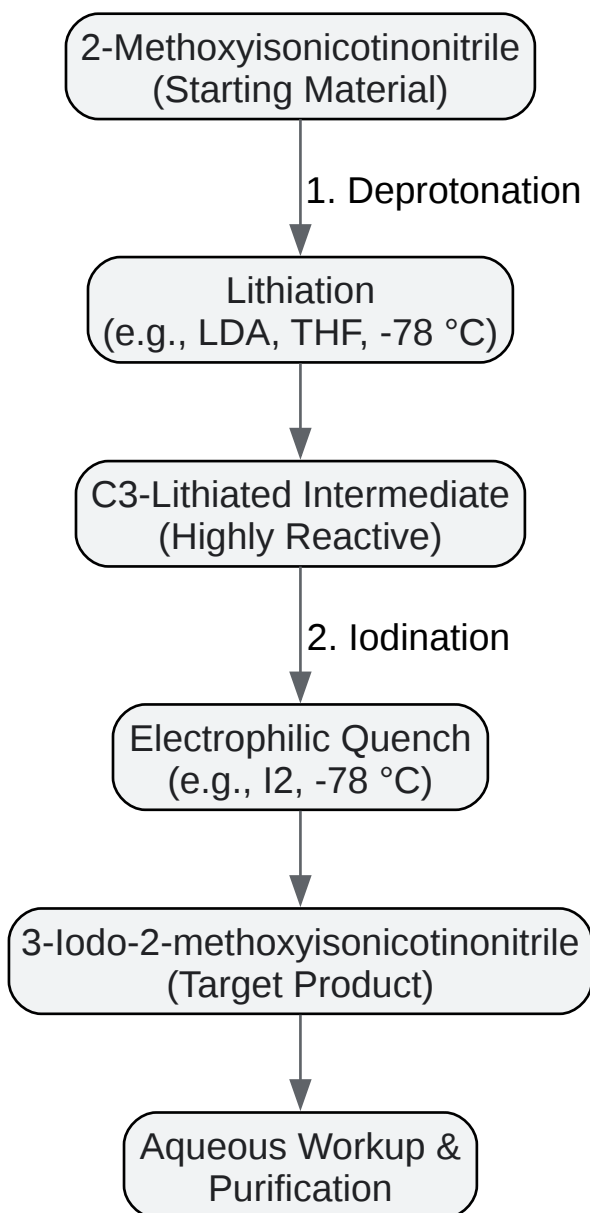 2-Methoxyisonicotinonitrile
(Starting Material)
1. Deprotonation
Lithiation
(e.g., LDA, THF, -78 °C)
C3-Lithiated Intermediate
(Highly Reactive)
2. Iodination
Electrophilic Quench
(e.g., I2, -78 °C)
3-Iodo-2-methoxyisonicotinonitrile
(Target Product)
Aqueous Workup &
Purification